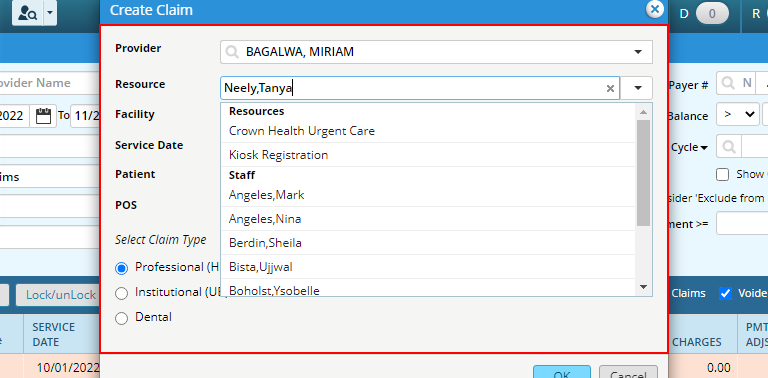 Create Claim
D 0 R
Provider BAGALWA, MIRIAM
ovider Name
Payer # N
Resource Neely,Tanya
2022 To 11/2
Balance >
Facility
Resources
Crown Health Urgent Care
Service Date
Cycle
Kiosk Registration
Patient
Staff
Show
ims
Angeles,Mark
sider 'Exclude from
POS
Angeles,Nina
ment >=
Select Claim Type
Berdin,Sheila
Professional (H
Bista,Ujjwal
Institutional (UB
Boholst,Ysobelle
Lock/unLock
Claims Voide
Dental
SERVICE DATE
CHARGES
PMT ADJS
10/01/2022
0.00
OK Cancel